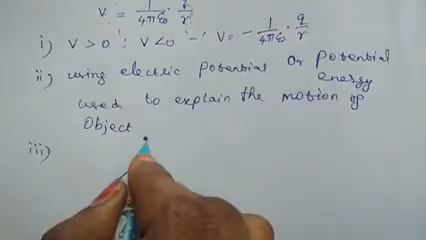 V = 1/4πε₀ · q/r
i) V > 0 ; V < 0 '-' V = - 1/4πε₀ · q/r
ii) using electric potential or potential
energy
used to explain the motion of
Object
iii)